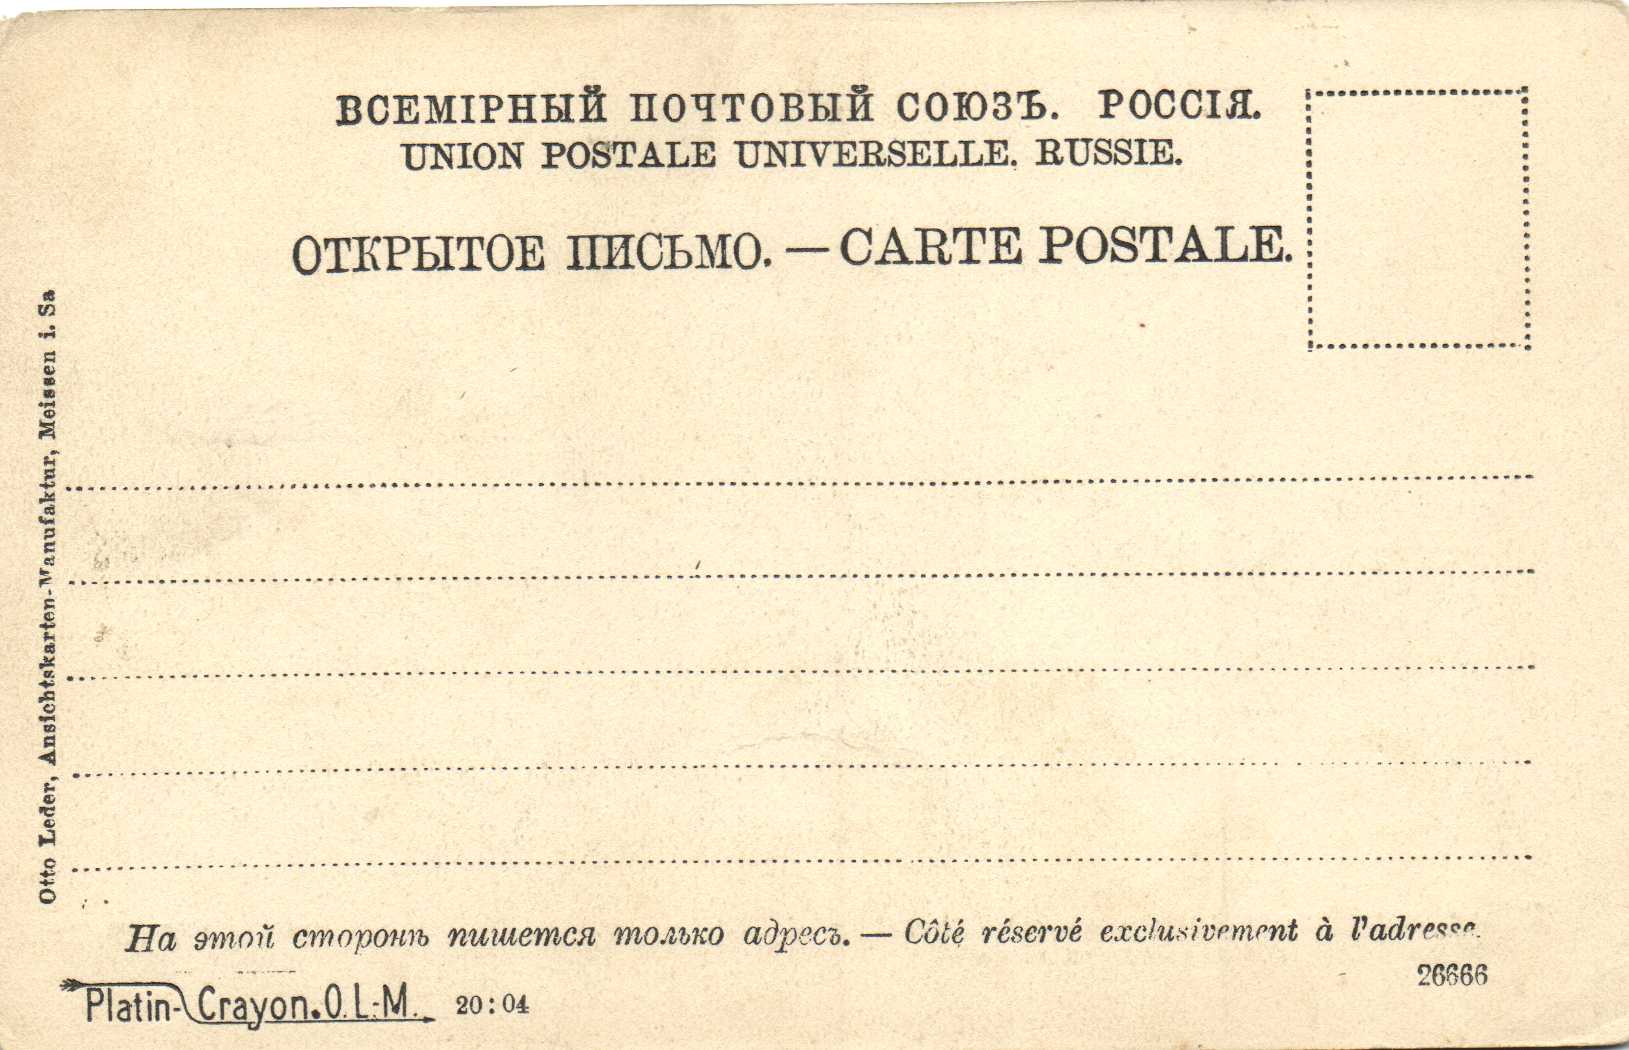 ВСЕМІРНЫЙ ПОЧТОВЫЙ СОЮЗЪ. РОССІЯ.
UNION POSTALE UNIVERSELLE. RUSSIE.
ОТКРЫТОЕ ПИСЬМО. — CARTE POSTALE.
Otto Leder, Ansichtskarten-Manufaktur, Meissen i. Sa
На этой сторонѣ пишется только адресъ. — Côté réservé exclusivement à l'adresse.
26666
Platin-Crayon.O.L.-M. 20:04